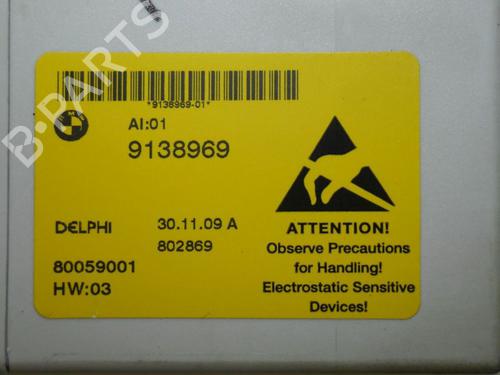 *9138969-01*
AI:01
9138969
DELPHI
30.11.09 A
802869
80059001
HW:03
ATTENTION!
Observe Precautions
for Handling!
Electrostatic Sensitive
Devices!
B-PARTS